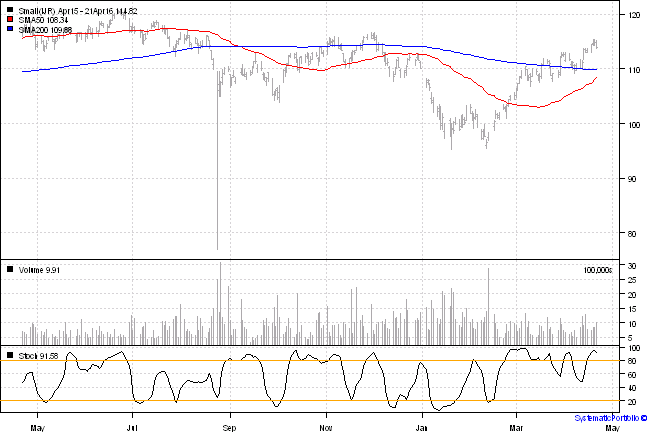 Small(IJR) Apr15 - 21Apr16 114.82
SMA50 108.34
SMA200 109.88
120
110
100
90
80
Volume 9.91
100,000s
30
25
20
15
10
5
Stoch 91.58
100
80
60
40
20
May Jul Sep Nov Jan Mar May
SystematicPortfolio ©